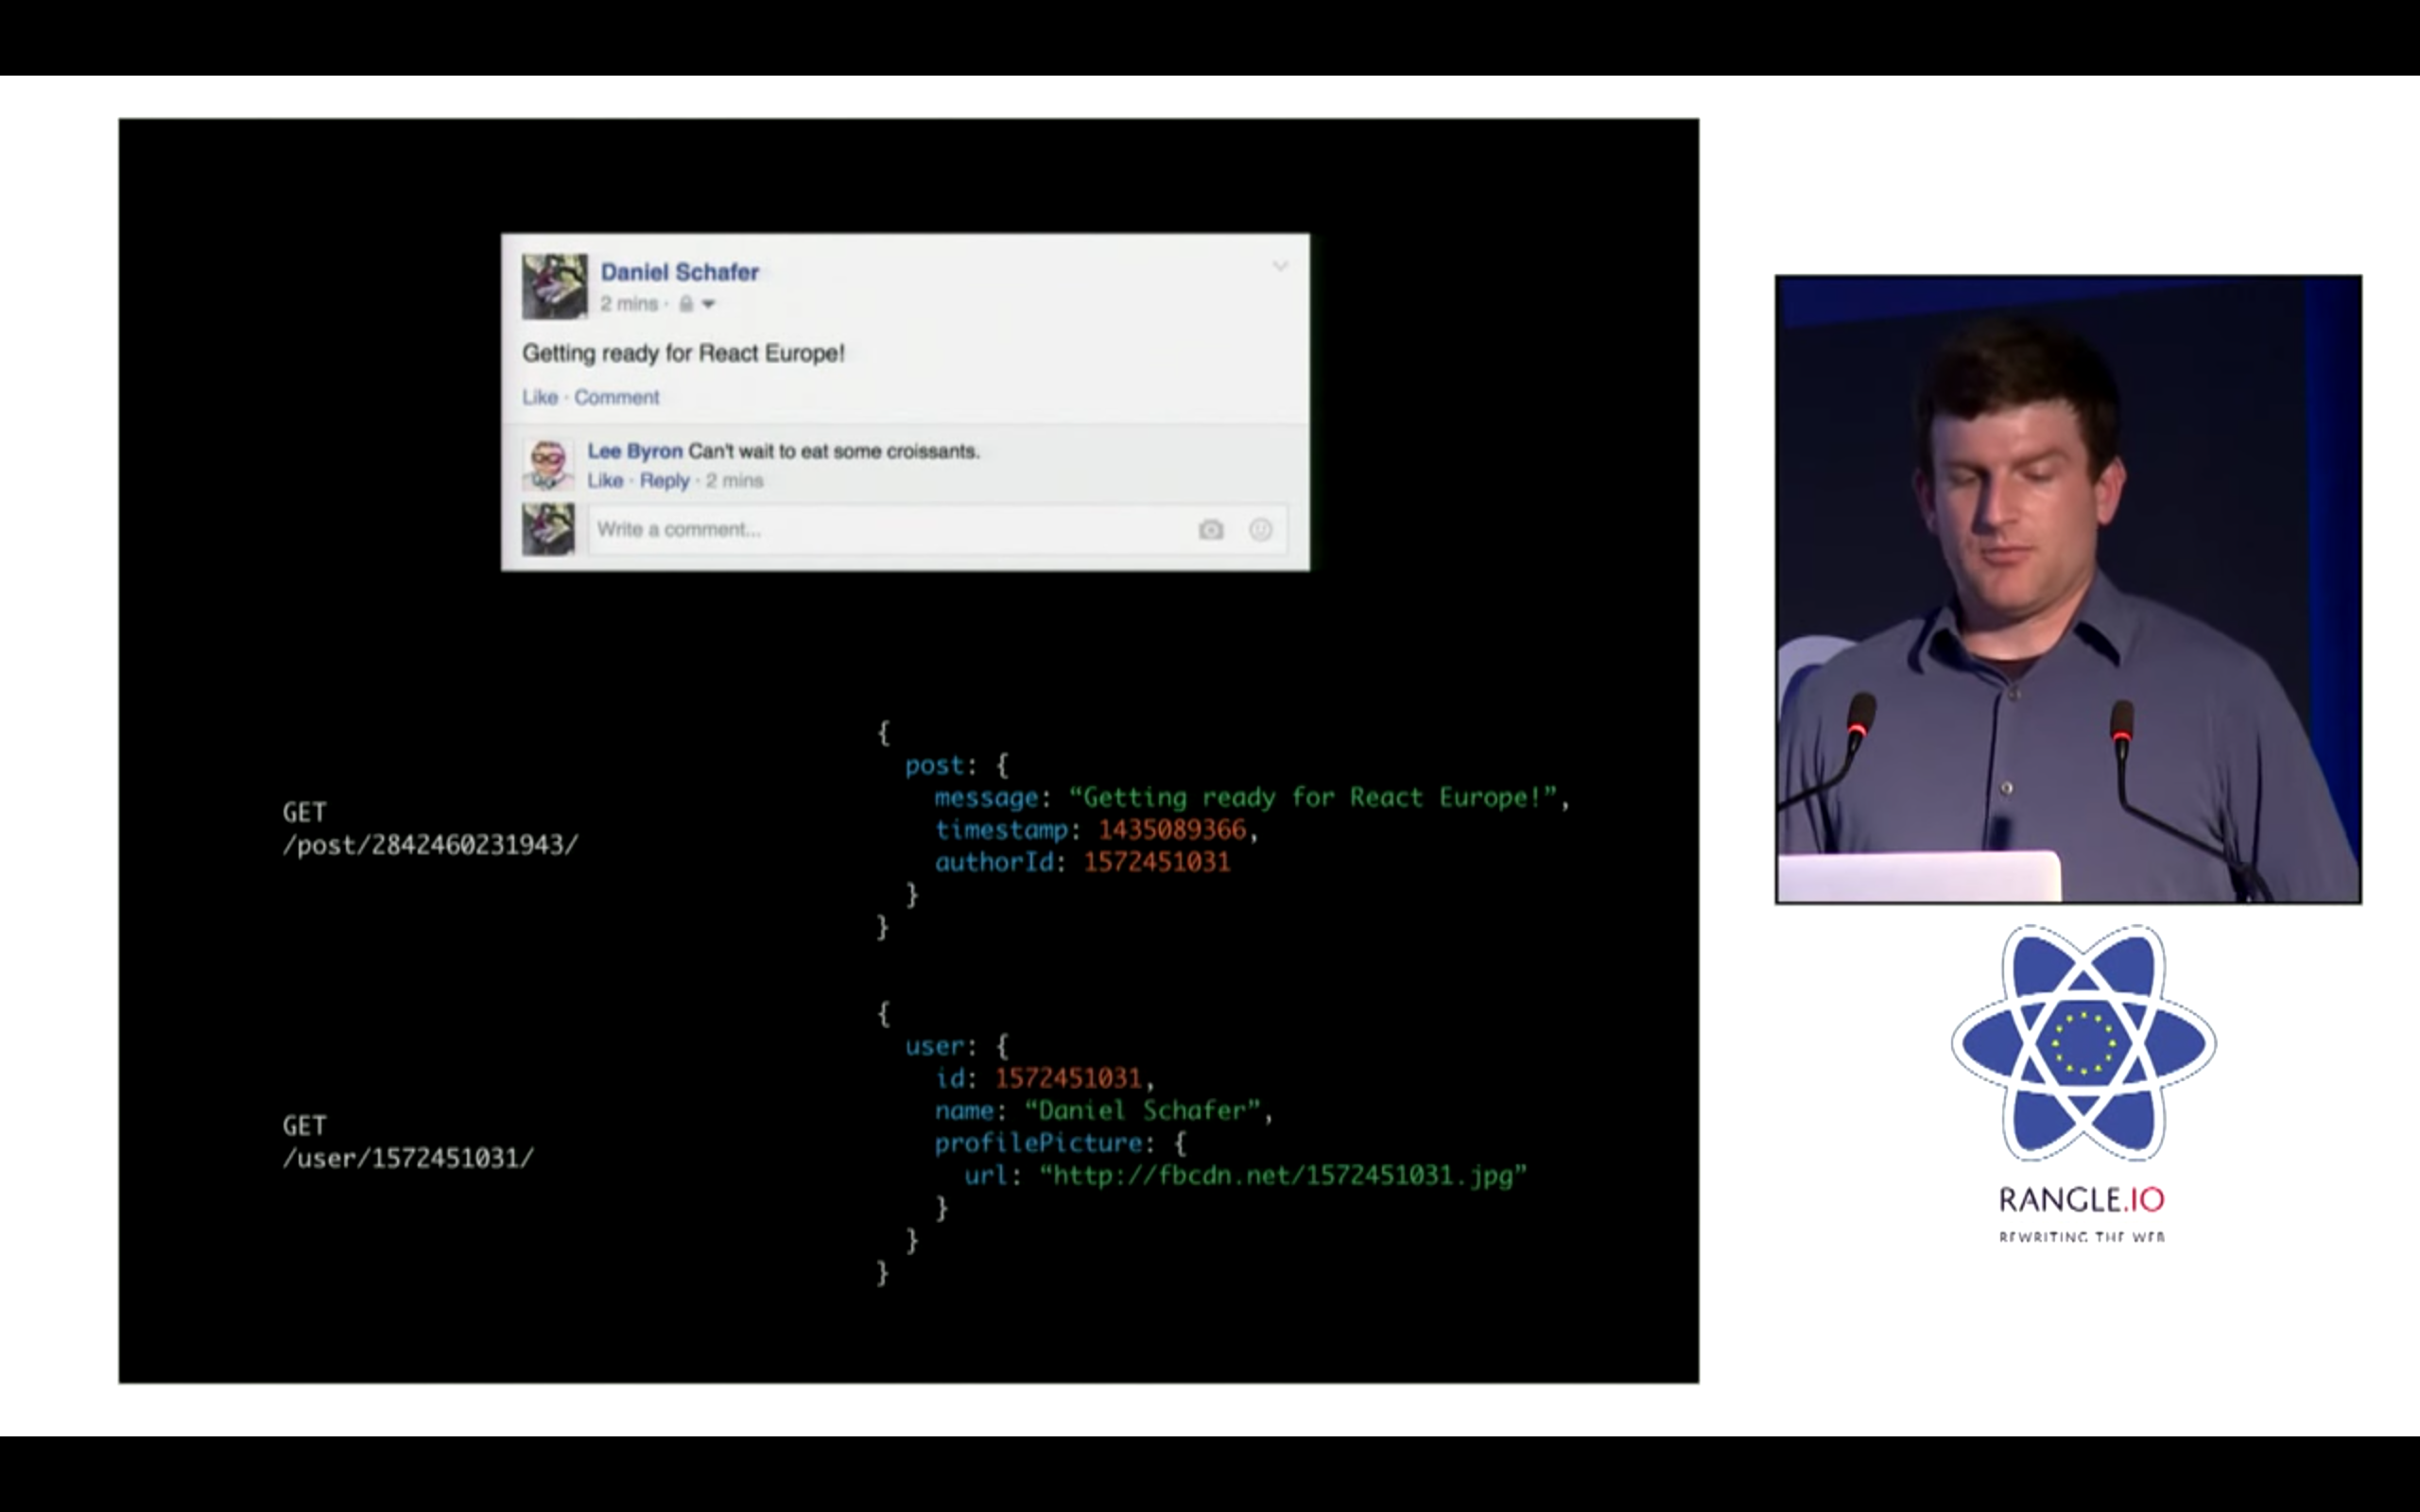 Daniel Schafer
2 mins ·
Getting ready for React Europe!
Like · Comment
Lee Byron Can't wait to eat some croissants.
Like · Reply · 2 mins
Write a comment...
GET
/post/2842460231943/
{
post: {
message: “Getting ready for React Europe!”,
timestamp: 1435089366,
authorId: 1572451031
}
}
GET
/user/1572451031/
{
user: {
id: 1572451031,
name: “Daniel Schafer”,
profilePicture: {
url: “http://fbcdn.net/1572451031.jpg”
}
}
}
RANGLE.IO
REWRITING THE WEB